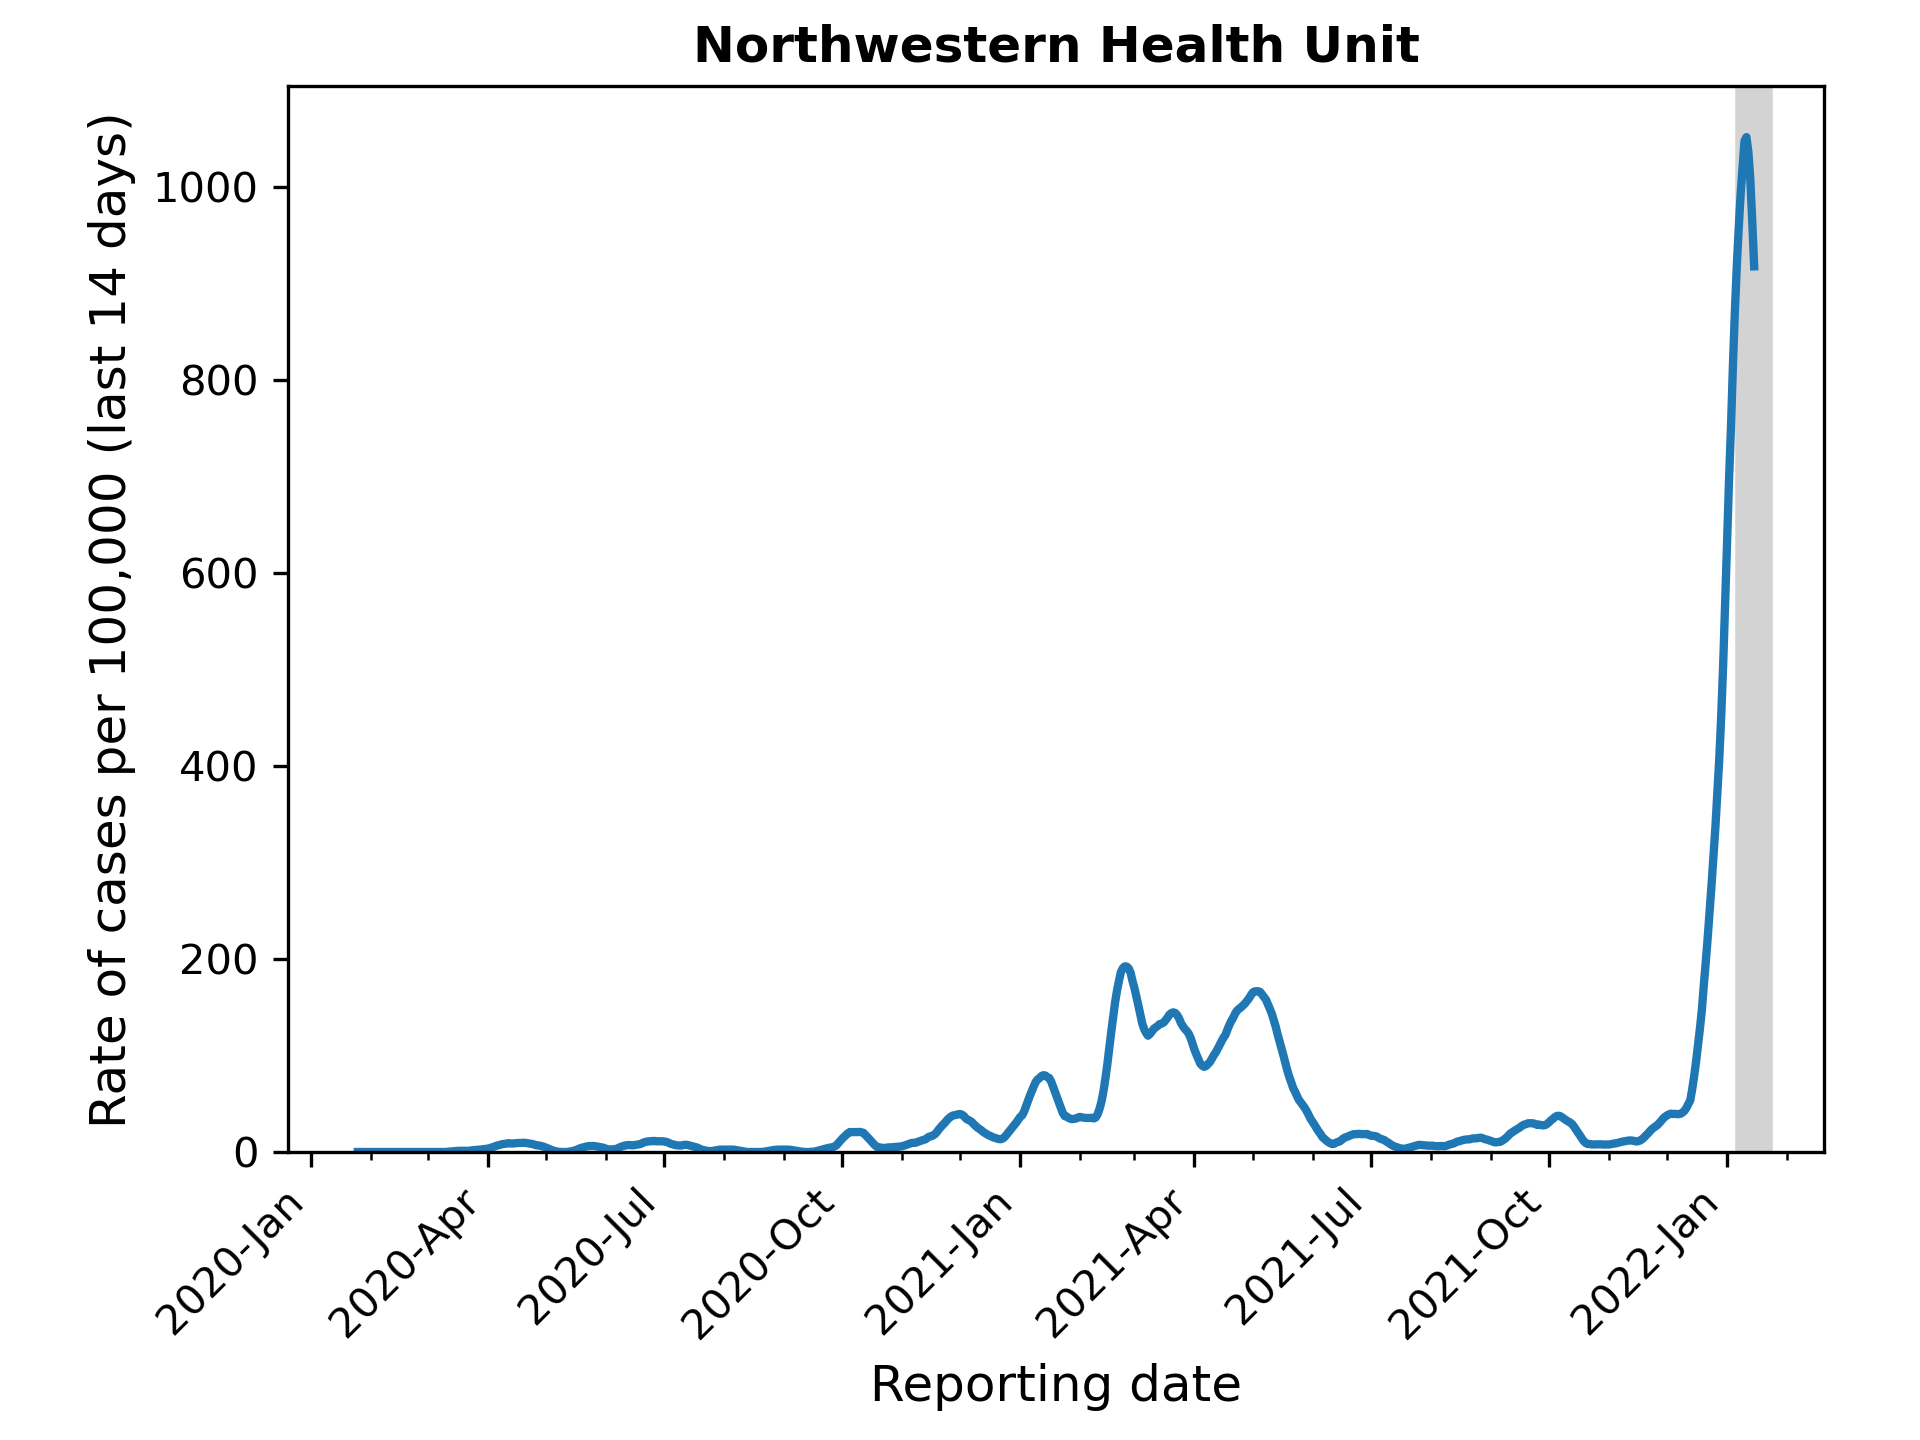 Northwestern Health Unit
Rate of cases per 100,000 (last 14 days)
1000
800
600
400
200
0
2020-Jan
2020-Apr
2020-Jul
2020-Oct
2021-Jan
2021-Apr
2021-Jul
2021-Oct
2022-Jan
Reporting date